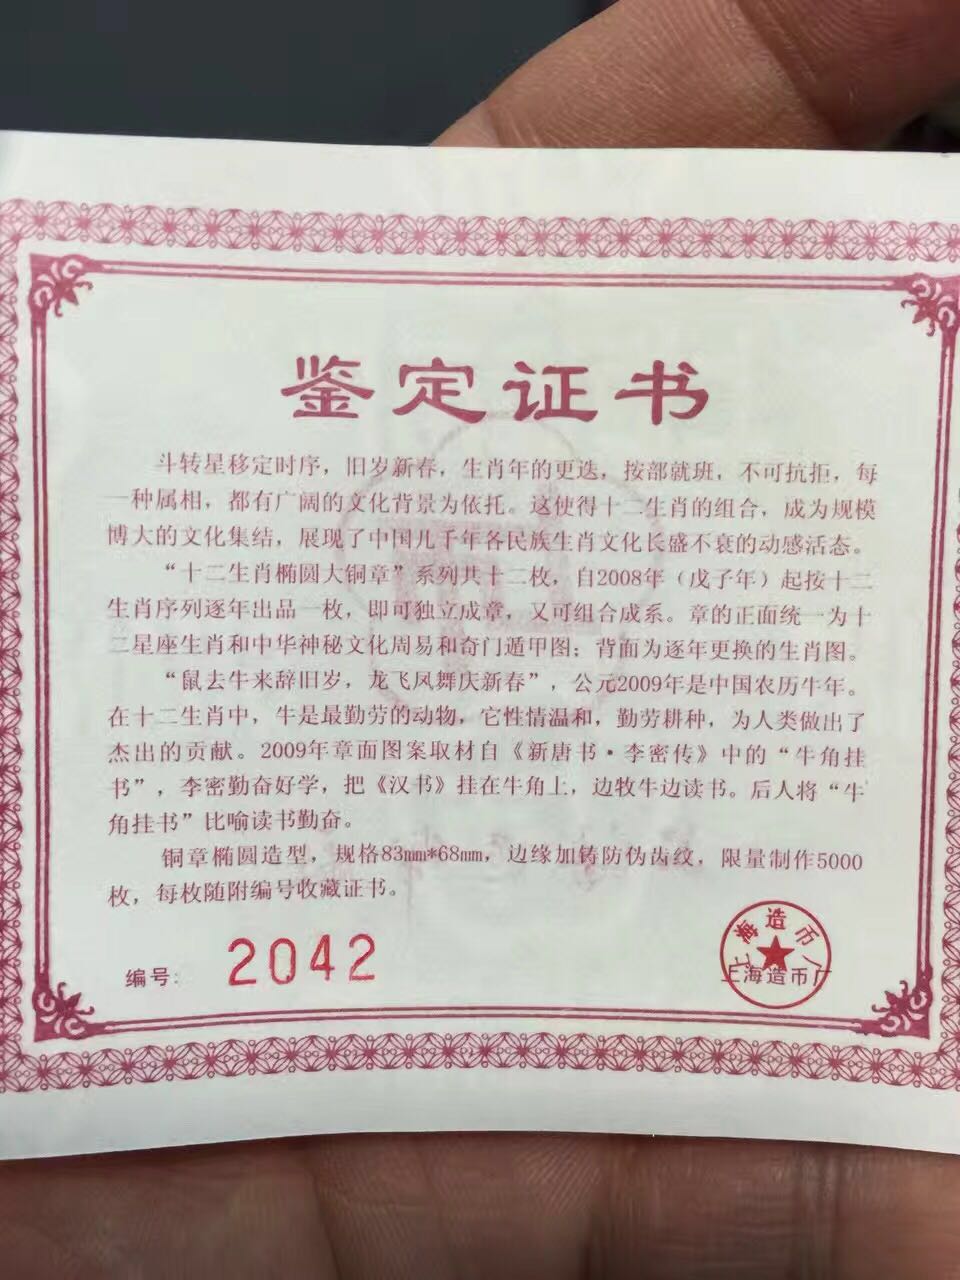 鉴定证书
斗转星移定时序，旧岁新春，生肖年的更迭，按部就班，不可抗拒，每
一种属相，都有广阔的文化背景为依托。这使得十二生肖的组合，成为规模
博大的文化集结，展现了中国几千年各民族生肖文化长盛不衰的动感活态。
“十二生肖椭圆大铜章”系列共十二枚，自2008年（戊子年）起按十二
生肖序列逐年出品一枚，即可独立成章，又可组合成系。章的正面统一为十
二星座生肖和中华神秘文化周易和奇门遁甲图；背面为逐年更换的生肖图。
“鼠去牛来辞旧岁，龙飞凤舞庆新春”，公元2009年是中国农历牛年。
在十二生肖中，牛是最勤劳的动物，它性情温和，勤劳耕种，为人类做出了
杰出的贡献。2009年章面图案取材自《新唐书·李密传》中的“牛角挂
书”，李密勤奋好学，把《汉书》挂在牛角上，边牧牛边读书。后人将“牛
角挂书”比喻读书勤奋。
铜章椭圆造型，规格83mm*68mm，边缘加铸防伪齿纹，限量制作5000
枚，每枚随附编号收藏证书。
编号：2042
上海造币厂
上海造币厂